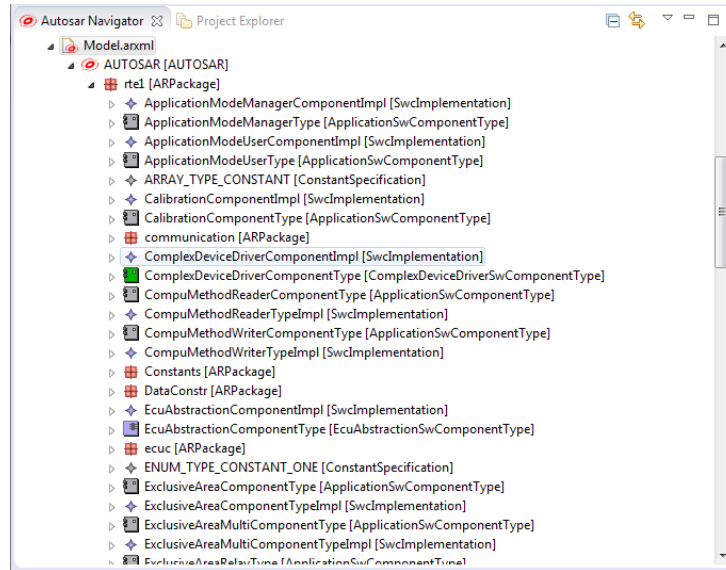 Autosar Navigator Project Explorer
Model.arxml
AUTOSAR [AUTOSAR]
rte1 [ARPackage]
ApplicationModeManagerComponentImpl [SwcImplementation]
ApplicationModeManagerType [ApplicationSwComponentType]
ApplicationModeUserComponentImpl [SwcImplementation]
ApplicationModeUserType [ApplicationSwComponentType]
ARRAY_TYPE_CONSTANT [ConstantSpecification]
CalibrationComponentImpl [SwcImplementation]
CalibrationComponentType [ApplicationSwComponentType]
communication [ARPackage]
ComplexDeviceDriverComponentImpl [SwcImplementation]
ComplexDeviceDriverComponentType [ComplexDeviceDriverSwComponentType]
CompuMethodReaderComponentType [ApplicationSwComponentType]
CompuMethodReaderTypeImpl [SwcImplementation]
CompuMethodWriterComponentType [ApplicationSwComponentType]
CompuMethodWriterTypeImpl [SwcImplementation]
Constants [ARPackage]
DataConstr [ARPackage]
EcuAbstractionComponentImpl [SwcImplementation]
EcuAbstractionComponentType [EcuAbstractionSwComponentType]
ecuc [ARPackage]
ENUM_TYPE_CONSTANT_ONE [ConstantSpecification]
ExclusiveAreaComponentType [ApplicationSwComponentType]
ExclusiveAreaComponentTypeImpl [SwcImplementation]
ExclusiveAreaMultiComponentType [ApplicationSwComponentType]
ExclusiveAreaMultiComponentTypeImpl [SwcImplementation]
ExclusiveAreaRelayType [ApplicationSwComponentType]